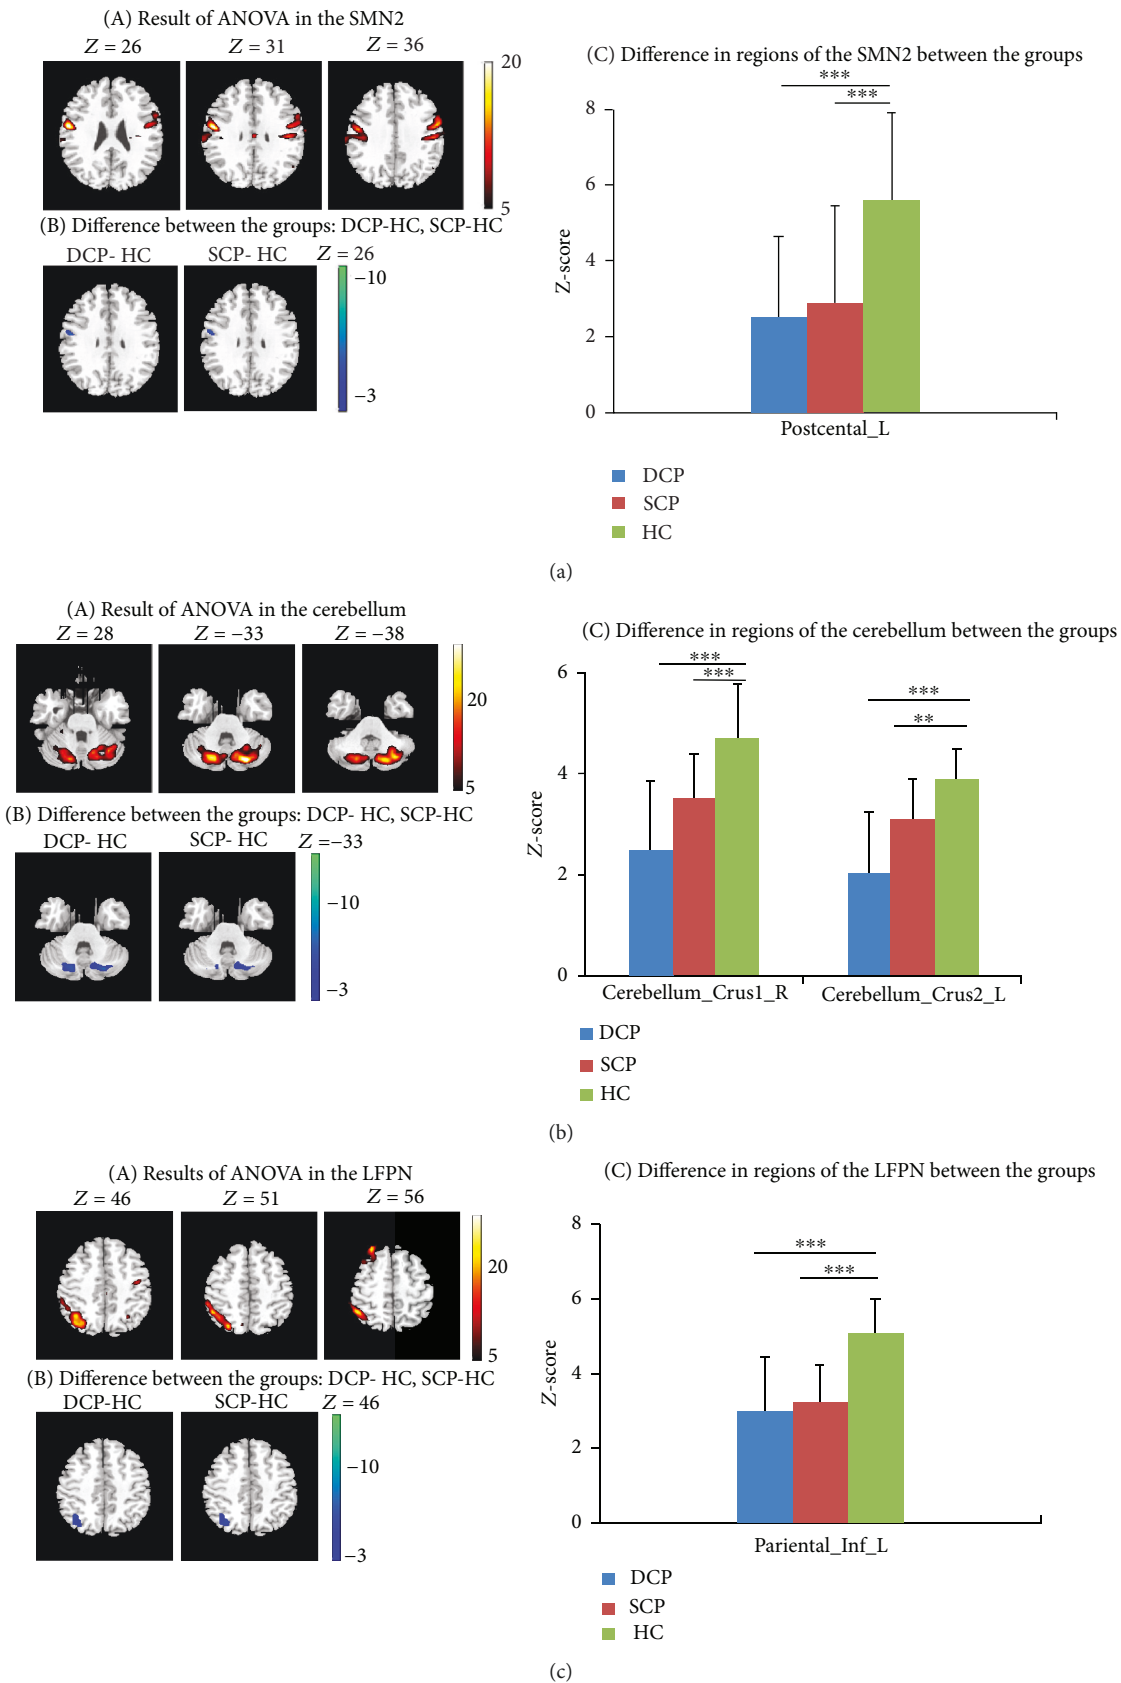 (A) Result of ANOVA in the SMN2
Z = 26
Z = 31
Z = 36
20
5
(B) Difference between the groups: DCP-HC, SCP-HC
DCP- HC
SCP- HC
Z = 26
−10
−3
(C) Difference in regions of the SMN2 between the groups
***
***
8
6
4
2
0
Z-score
Postcental_L
DCP
SCP
HC
(a)
(A) Result of ANOVA in the cerebellum
Z = 28
Z = −33
Z = −38
20
5
(B) Difference between the groups: DCP- HC, SCP-HC
DCP- HC
SCP- HC
Z =−33
−10
−3
(C) Difference in regions of the cerebellum between the groups
***
***
***
**
6
4
2
0
Z-score
Cerebellum_Crus1_R
Cerebellum_Crus2_L
DCP
SCP
HC
(b)
(A) Results of ANOVA in the LFPN
Z = 46
Z = 51
Z = 56
20
5
(B) Difference between the groups: DCP- HC, SCP-HC
DCP-HC
SCP-HC
Z = 46
−10
−3
(C) Difference in regions of the LFPN between the groups
***
***
8
6
4
2
0
Z-score
Pariental_Inf_L
DCP
SCP
HC
(c)